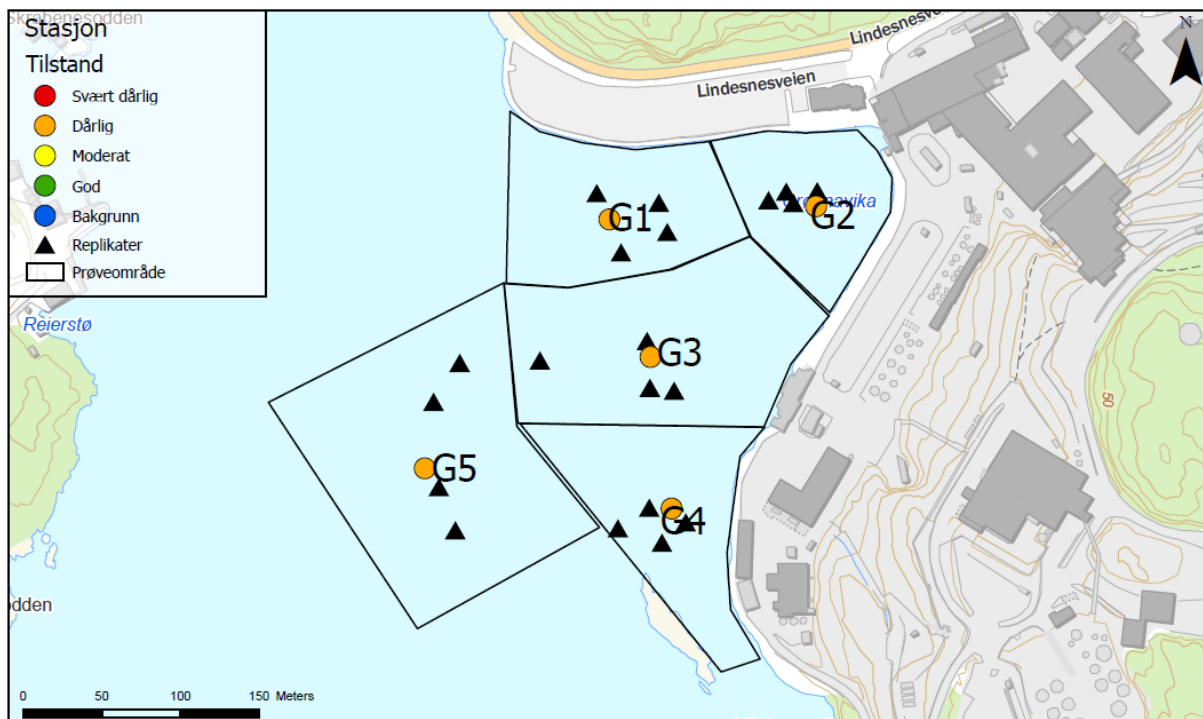 Skrabenesodden
Stasjon
Tilstand
Svært dårlig
Dårlig
Moderat
God
Bakgrunn
Replikater
Prøveområde
Lindesnesveien
Lindesnesveien
N
G1
G2
G3
G4
G5
Reierstø
50
odden
0 50 100 150 Meters